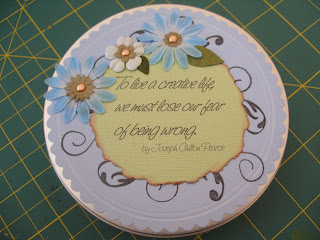 To live a creative life,
we must lose our fear
of being wrong.
by Joseph Chilton Pearce